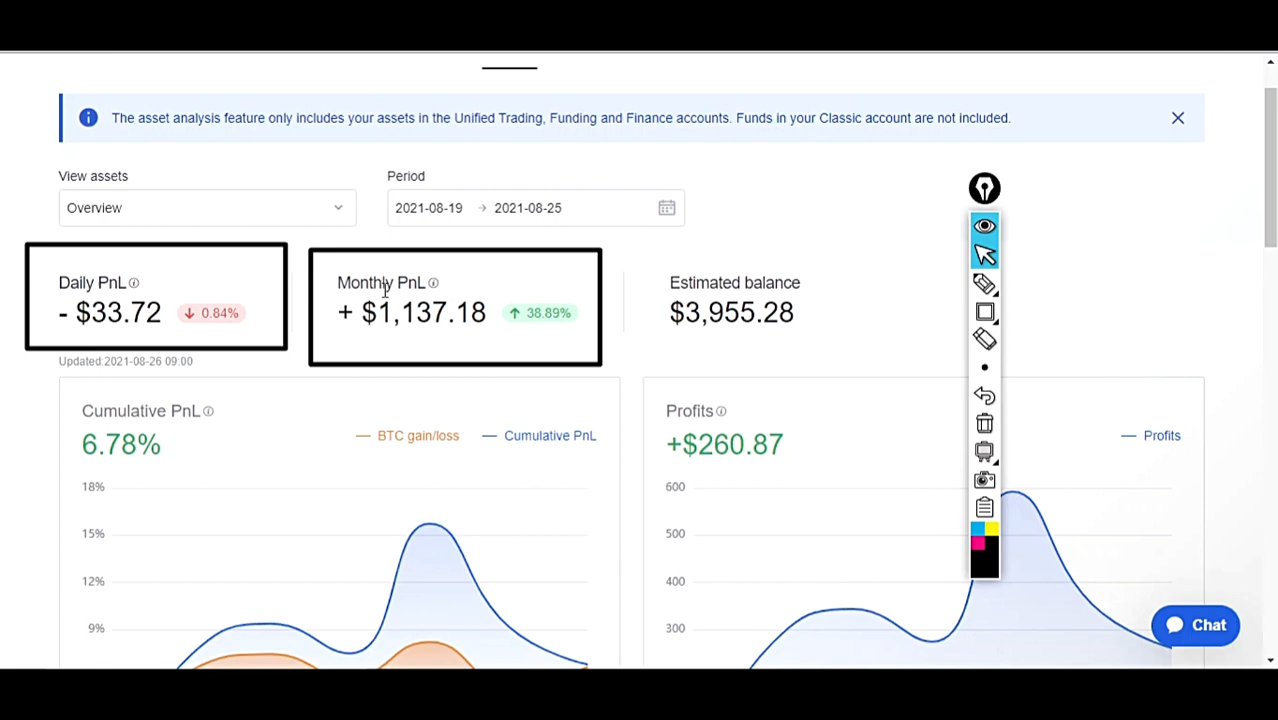 The asset analysis feature only includes your assets in the Unified Trading, Funding and Finance accounts. Funds in your Classic account are not included.
View assets
Period
Overview
2021-08-19 → 2021-08-25
Daily PnL
Monthly PnL
Estimated balance
- $33.72 ↓ 0.84%
+ $1,137.18 ↑ 38.89%
$3,955.28
Updated:2021-08-26 09:00
Cumulative PnL
6.78%
BTC gain/loss
Cumulative PnL
18%
15%
12%
9%
Profits
+$260.87
Profits
600
500
400
300
Chat